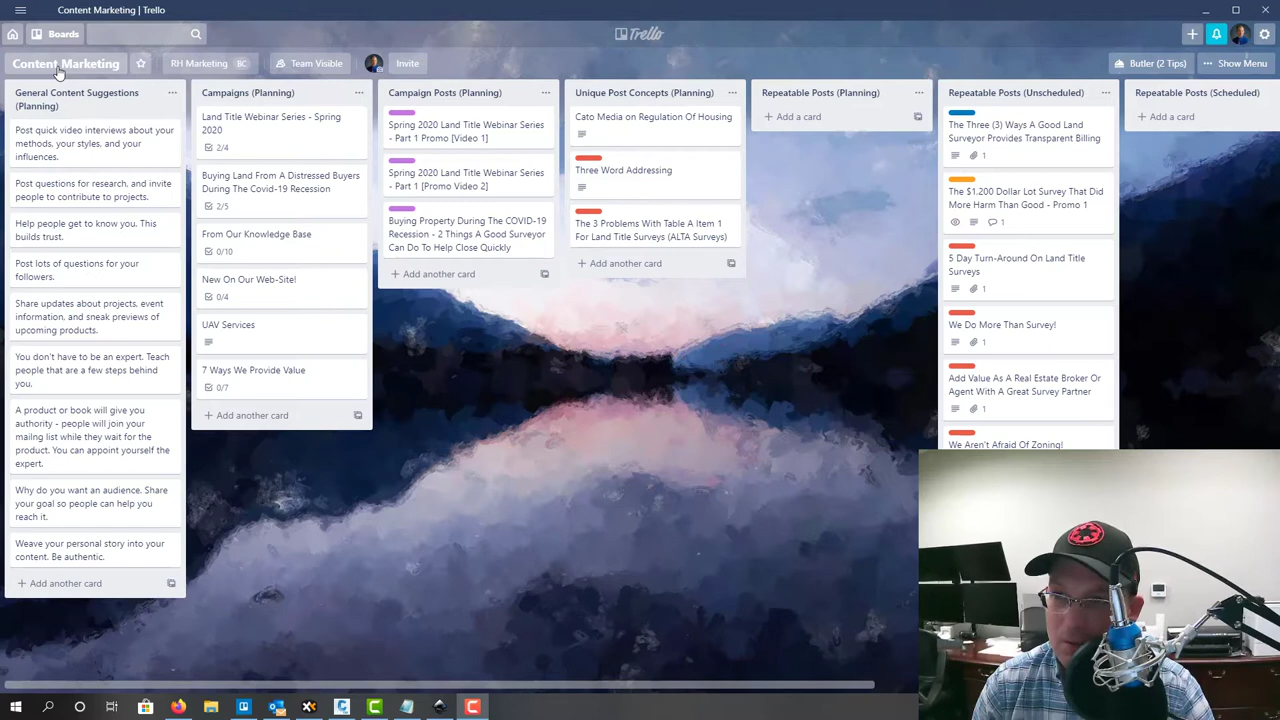 Content Marketing | Trello
Boards
Trello
Content Marketing
RH Marketing BC
Team Visible
Invite
Butler (2 Tips)
Show Menu
General Content Suggestions
(Planning)
Post quick video interviews about your
methods, your styles, and your
influences.
Post questions for research, and invite
people to contribute to projects.
Help people get to know you. This
builds trust.
Post lots of questions for your
followers.
Share updates about projects, event
information, and sneak previews of
upcoming products.
You don't have to be an expert. Teach
people that are a few steps behind
you.
A product or book will give you
authority - people will join your
mailng list while they wait for the
product. You can appoint yourself the
expert.
Why do you want an audience. Share
your goal so people can help you
reach it.
Weave your personal story into your
content. Be authentic.
Add another card
Campaigns (Planning)
Land Title Webinar Series - Spring
2020
2/4
Buying Land From A Distressed Buyers
During The Covid-19 Recession
2/5
From Our Knowledge Base
0/10
New On Our Web-Site!
0/4
UAV Services
7 Ways We Provide Value
0/7
Add another card
Campaign Posts (Planning)
Spring 2020 Land Title Webinar Series
- Part 1 Promo [Video 1]
Spring 2020 Land Title Webinar Series
- Part 1 [Promo Video 2]
Buying Property During The COVID-19
Recession - 2 Things A Good Surveyor
Can Do To Help Close Quickly
Add another card
Unique Post Concepts (Planning)
Cato Media on Regulation Of Housing
Three Word Addressing
The 3 Problems With Table A Item 1
For Land Title Surveys (ALTA Surveys)
Add another card
Repeatable Posts (Planning)
Add a card
Repeatable Posts (Unscheduled)
The Three (3) Ways A Good Land
Surveyor Provides Transparent Billing
1
The $1,200 Dollar Lot Survey That Did
More Harm Than Good - Promo 1
1
5 Day Turn-Around On Land Title
Surveys
1
We Do More Than Survey!
1
Add Value As A Real Estate Broker Or
Agent With A Great Survey Partner
1
We Aren't Afraid Of Zoning!
Repeatable Posts (Scheduled)
Add a card